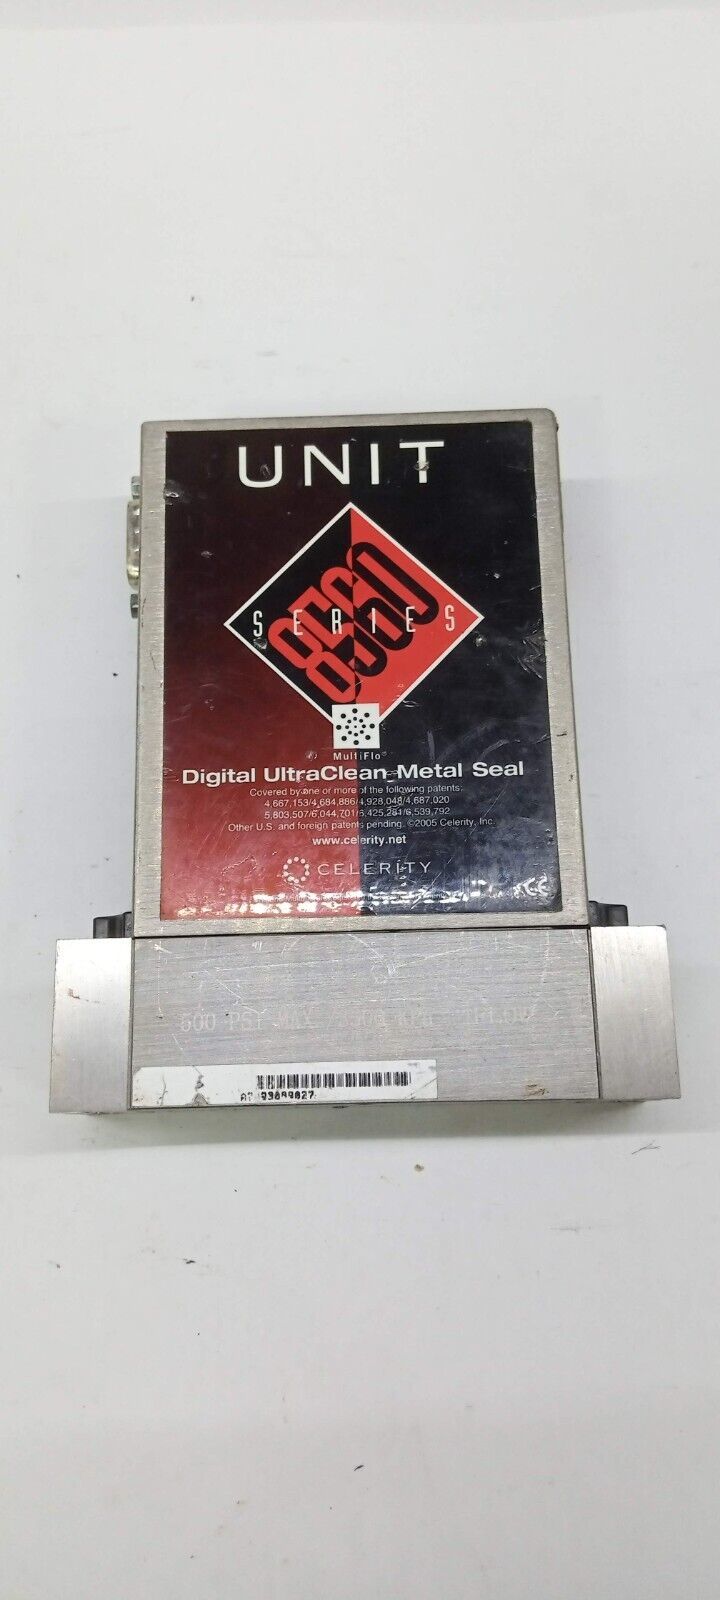 UNIT
8560
SERIES
MultiFlo
Digital UltraClean Metal Seal
Covered by one or more of the following patents:
4,667,153/4,684,886/4,928,048/4,687,020
5,803,507/6,044,701/6,425,281/6,539,792
Other U.S. and foreign patents pending. ©2005 Celerity, Inc.
www.celerity.net
CELERITY
CE
500 PSI MAX